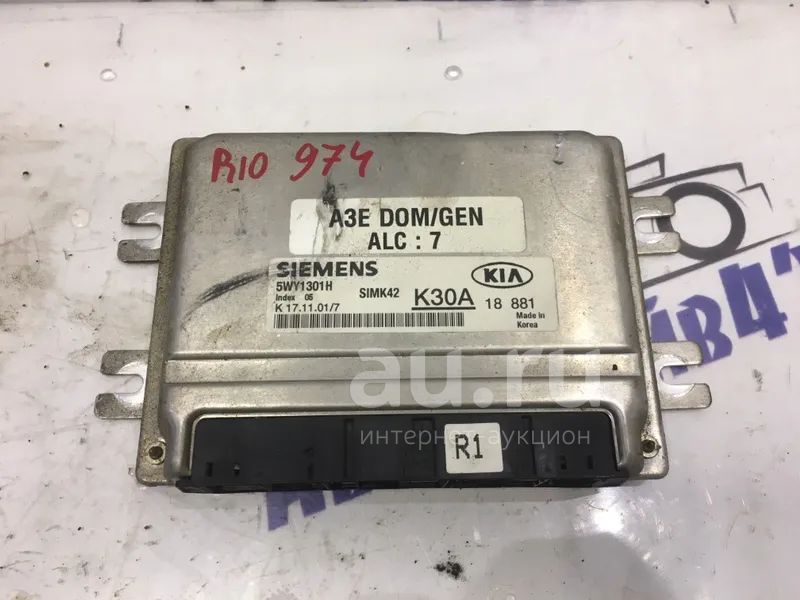 RIO 974
A3E DOM/GEN
ALC : 7
SIEMENS
5WY1301H
Index 05
SIMK42
K 17.11.01/7
KIA
K30A 18 881
Made in
Korea
au.ru
интернет-аукцион
R1